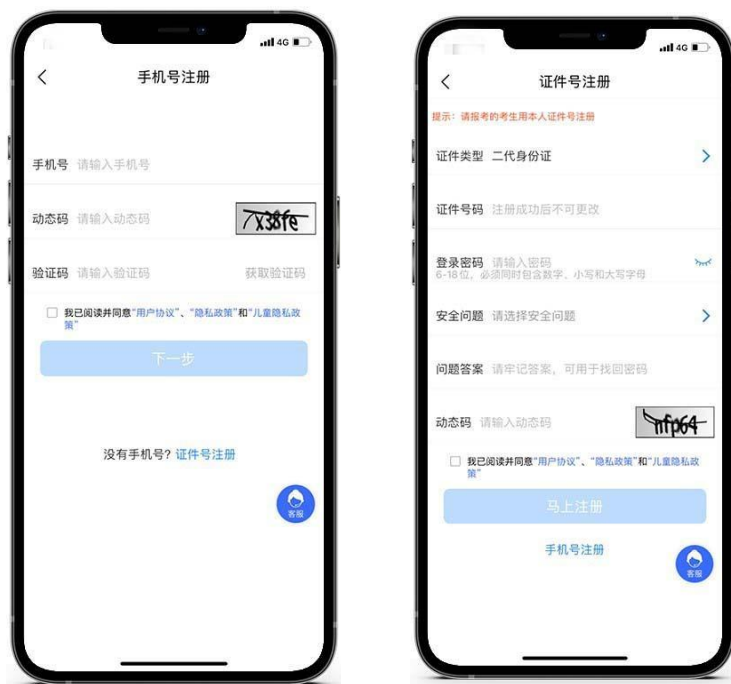 4G
手机号注册
手机号 请输入手机号
动态码 请输入动态码 7x38fe
验证码 请输入验证码 获取验证码
我已阅读并同意“用户协议”、“隐私政策”和“儿童隐私政
策”
下一步
没有手机号? 证件号注册
客服
4G
证件号注册
提示:请报考的考生用本人证件号注册
证件类型 二代身份证
证件号码 注册成功后不可更改
登录密码 请输入密码
6-18位,必须同时包含数字、小写和大写字母
安全问题 请选择安全问题
问题答案 请牢记答案,可用于找回密码
动态码 请输入动态码 nfp64
我已阅读并同意“用户协议”、“隐私政策”和“儿童隐私政
策”
马上注册
手机号注册
客服